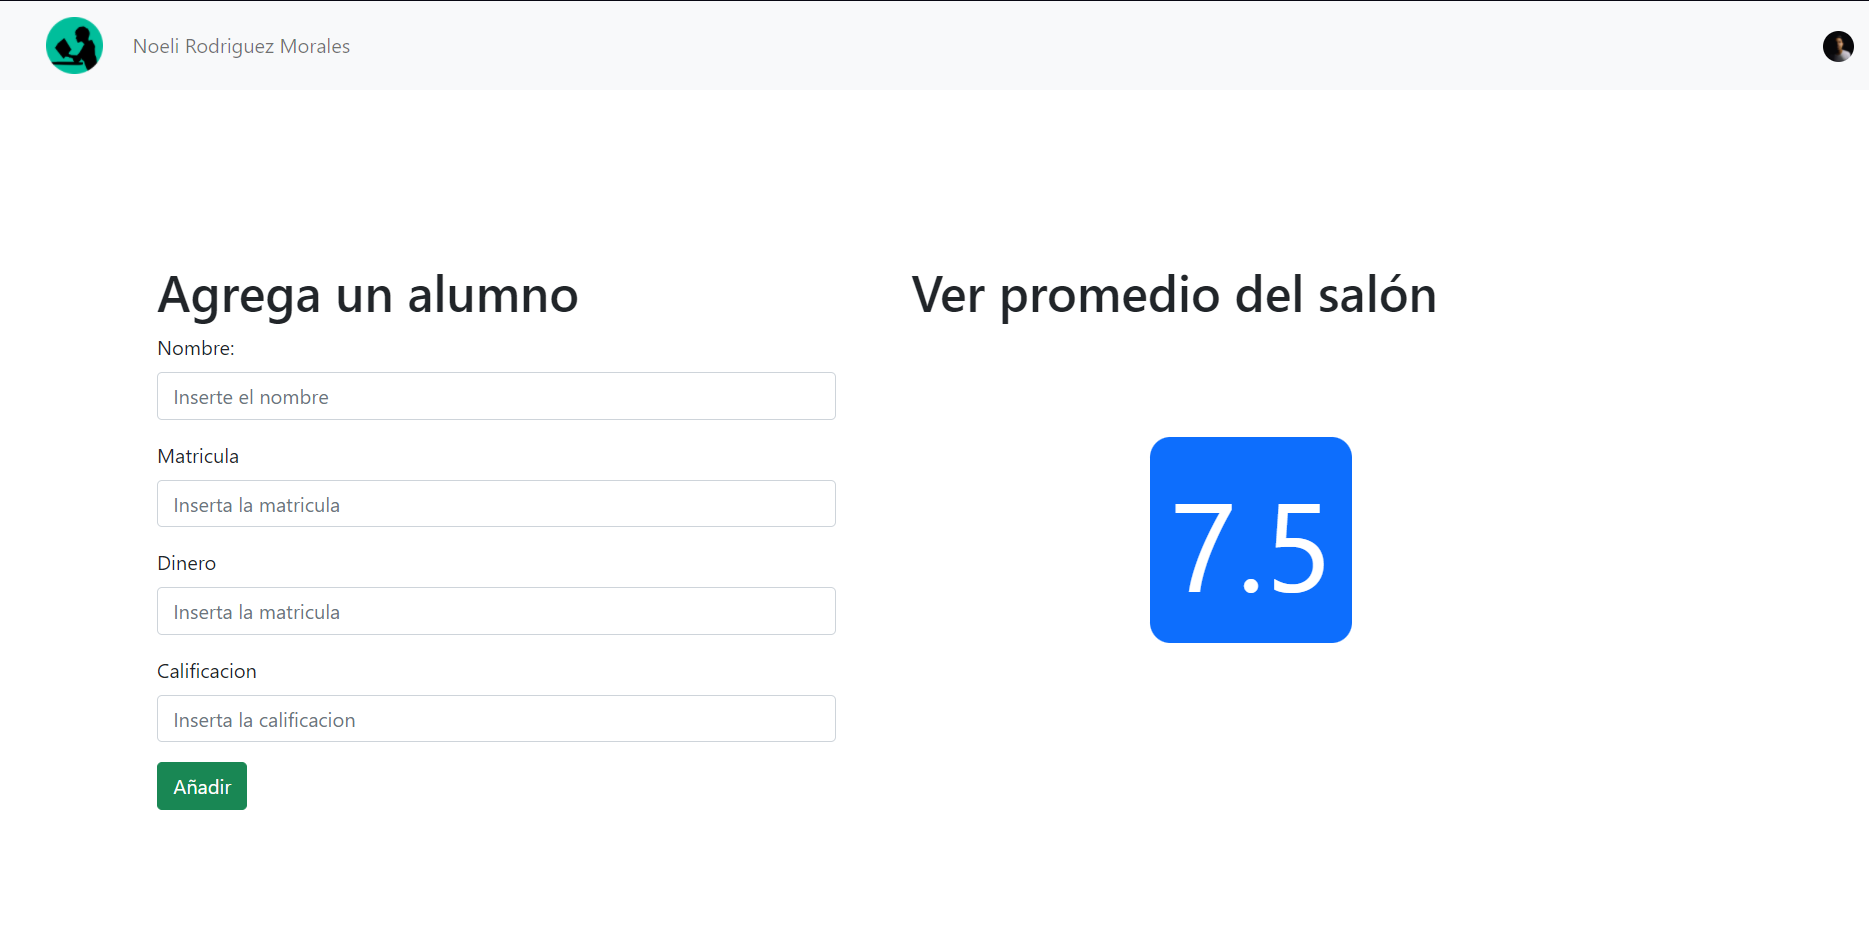 Noeli Rodriguez Morales
Agrega un alumno
Nombre:
Inserte el nombre
Matricula
Inserta la matricula
Dinero
Inserta la matricula
Calificacion
Inserta la calificacion
Añadir
Ver promedio del salón
7.5